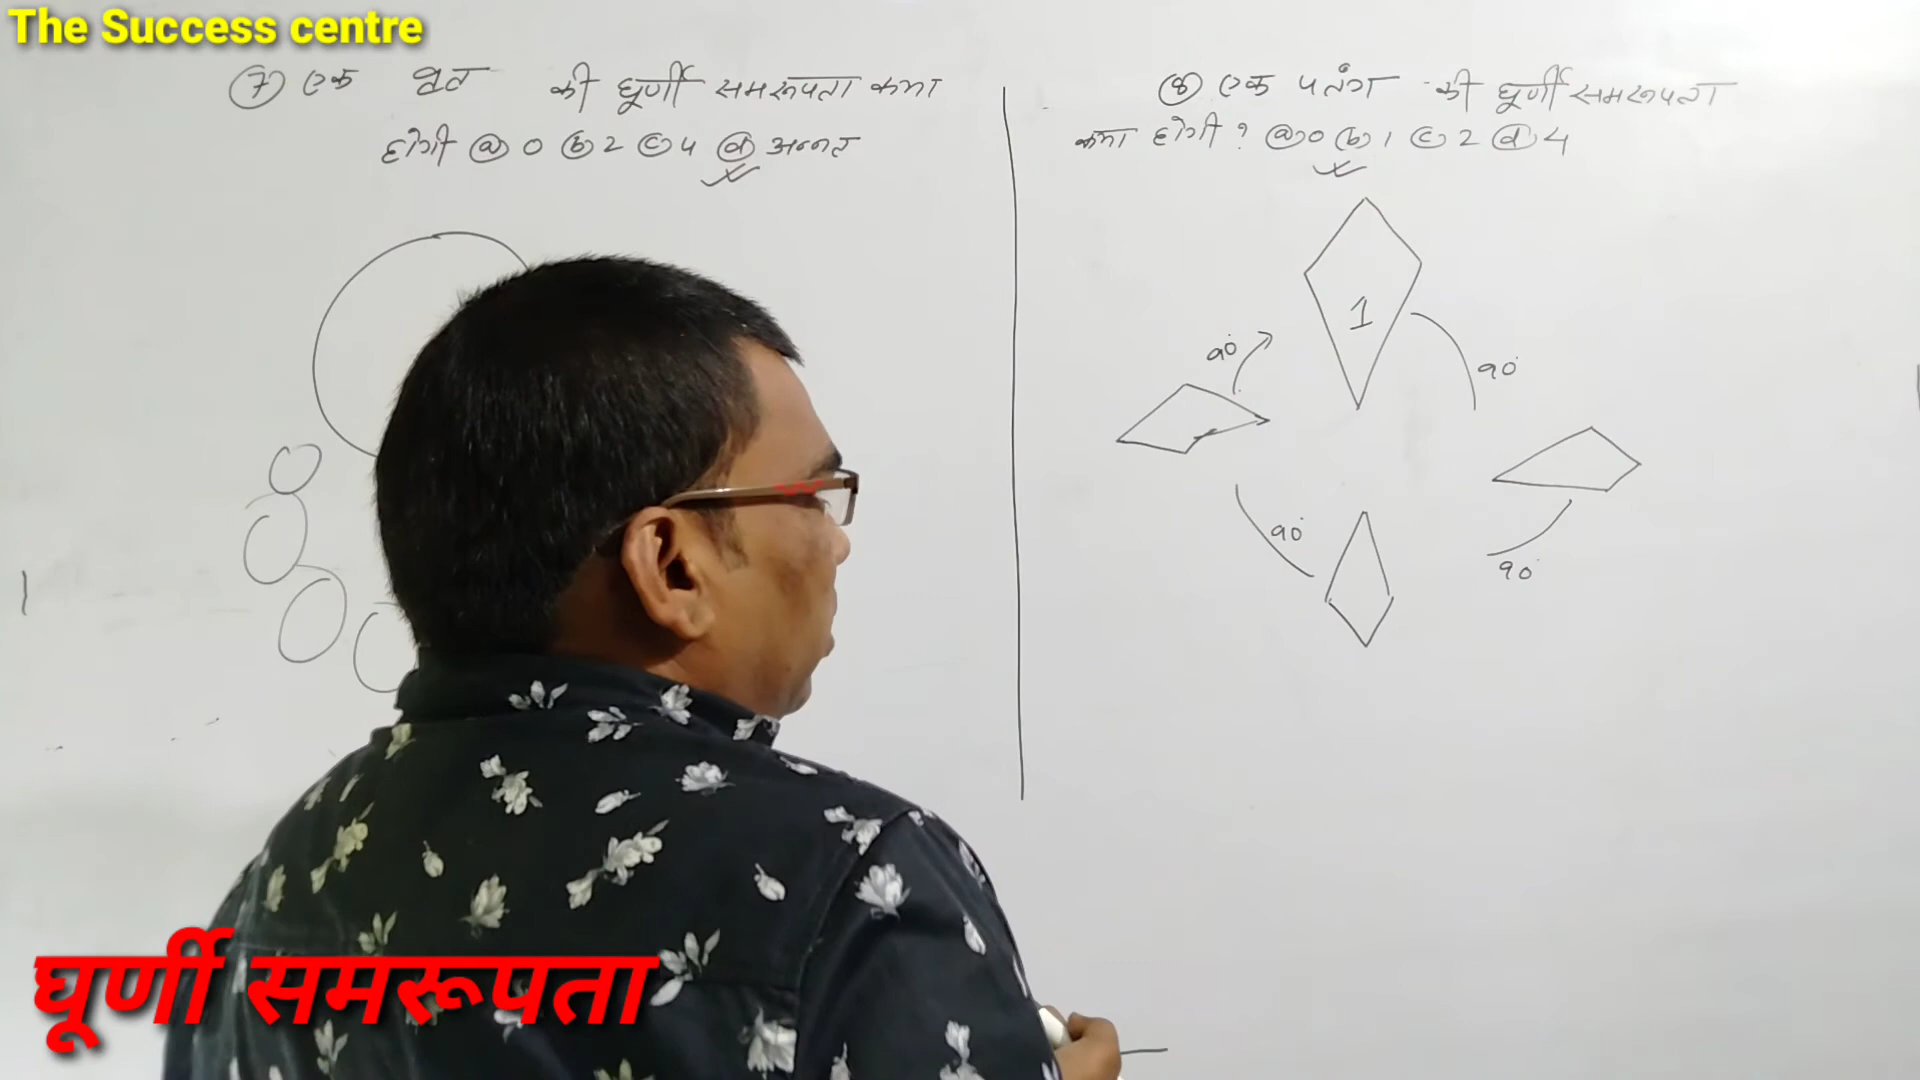 The Success centre
⑦ एक वृत की घूर्णी समरूपता क्या
होगी ⓐ 0 ⓑ 2 ⓒ 4 ⓓ अनन्त
⑧ एक पतंग की घूर्णी समरूपता
क्या होगी ? ⓐ 0 ⓑ 1 ⓒ 2 ⓓ 4
1
90°
90°
90°
90°
घूर्णी समरूपता